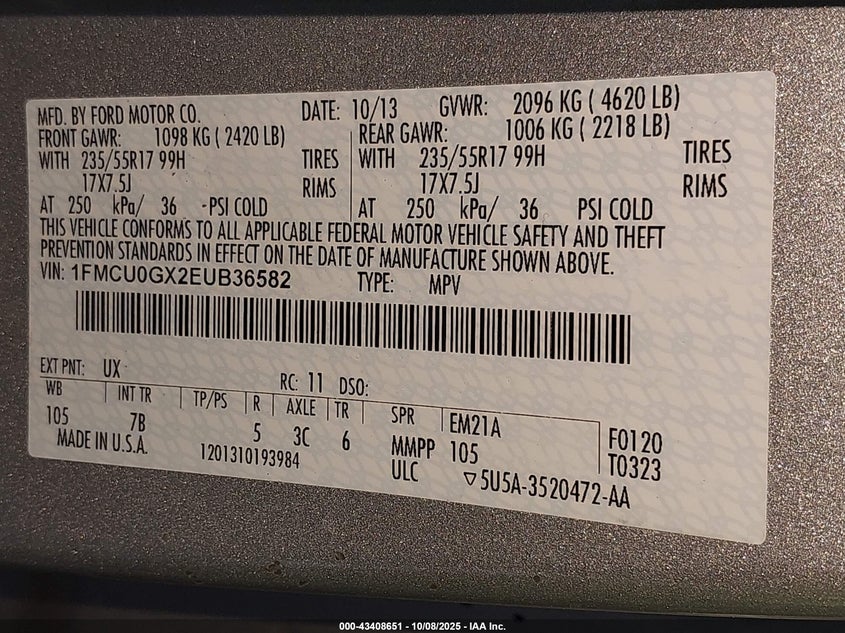 MFD. BY FORD MOTOR CO. DATE: 10/13 GVWR: 2096 KG ( 4620 LB)
FRONT GAWR: 1098 KG ( 2420 LB) REAR GAWR: 1006 KG ( 2218 LB)
WITH 235/55R17 99H TIRES WITH 235/55R17 99H TIRES
17X7.5J RIMS 17X7.5J RIMS
AT 250 kPa/ 36 PSI COLD AT 250 kPa/ 36 PSI COLD
THIS VEHICLE CONFORMS TO ALL APPLICABLE FEDERAL MOTOR VEHICLE SAFETY AND THEFT
PREVENTION STANDARDS IN EFFECT ON THE DATE OF MANUFACTURE SHOWN ABOVE.
VIN: 1FMCU0GX2EUB36582 TYPE: MPV
EXT PNT: UX RC: 11 DSO:
WB INT TR TP/PS R AXLE TR SPR EM21A
105 7B 5 3C 6 MMPP 105 F0120
MADE IN U.S.A. 1201310193984 ULC T0323
▽5U5A-3520472-AA
000-43408651 - 10/08/2025 - IAA Inc.